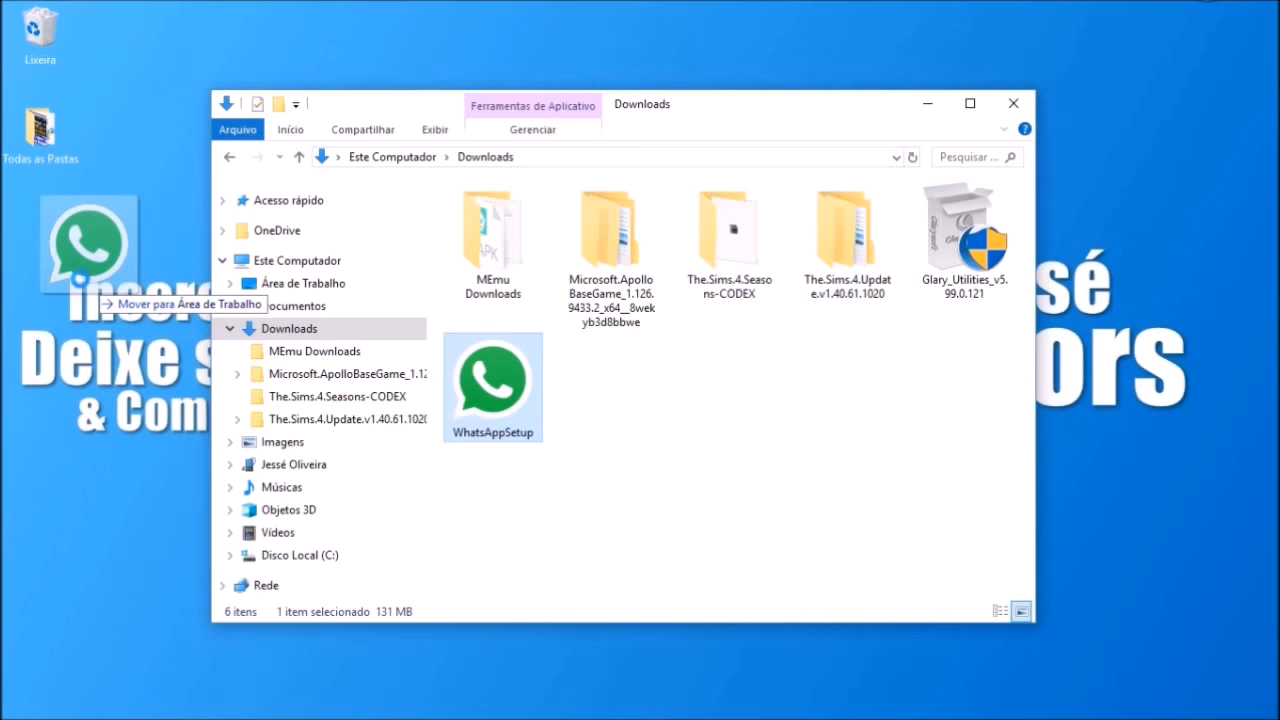 Lixeira
Todas as Pastas
Mover para Área de Trabalho
Deixe s
& Com
sé
ors
Ferramentas de Aplicativo
Downloads
Arquivo
Início
Compartilhar
Exibir
Gerenciar
Este Computador
Downloads
Pesquisar ...
Acesso rápido
OneDrive
Este Computador
Área de Trabalho
ocumentos
Downloads
MEmu Downloads
Microsoft.ApolloBaseGame_1.12
The.Sims.4.Seasons-CODEX
The.Sims.4.Update.v1.40.61.1020
Imagens
Jessé Oliveira
Músicas
Objetos 3D
Vídeos
Disco Local (C:)
Rede
MEmu
Downloads
Microsoft.Apollo
BaseGame_1.126.
9433.2_x64__8wek
yb3d8bbwe
The.Sims.4.Seaso
ns-CODEX
The.Sims.4.Updat
e.v1.40.61.1020
Glary_Utilities_v5.
99.0.121
WhatsAppSetup
6 itens
1 item selecionado 131 MB